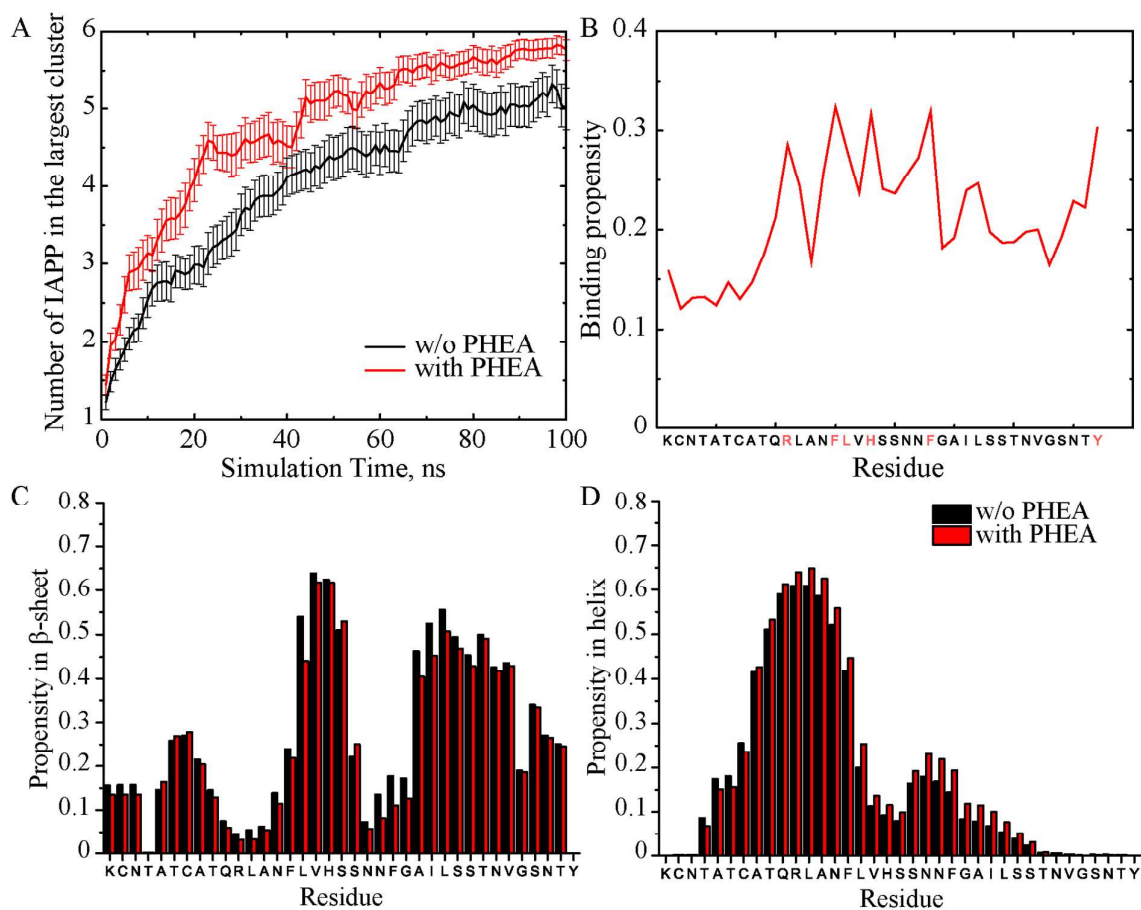 A
6
5
4
3
2
1
0 20 40 60 80 100
Number of IAPP in the largest cluster
Simulation Time, ns
w/o PHEA
with PHEA
B
0.4
0.3
0.2
0.1
0
Binding propensity
KCNTATCATQRLANFLVHSSNNFGAILSSTNVGSNTY
Residue
C
0.8
0.7
0.6
0.5
0.4
0.3
0.2
0.1
0
Propensity in β-sheet
KCNTATCATQRLANFLVHSSNNFGAILSSTNVGSNTY
Residue
D
0.8
0.7
0.6
0.5
0.4
0.3
0.2
0.1
0
Propensity in helix
w/o PHEA
with PHEA
KCNTATCATQRLANFLVHSSNNFGAILSSTNVGSNTY
Residue